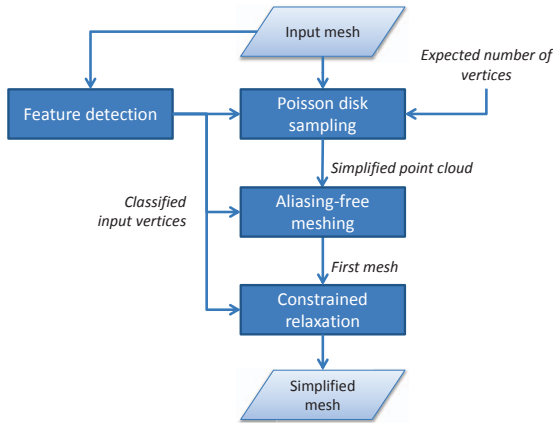 Input mesh
Expected number of
vertices
Feature detection
Poisson disk
sampling
Simplified point cloud
Classified
input vertices
Aliasing-free
meshing
First mesh
Constrained
relaxation
Simplified
mesh